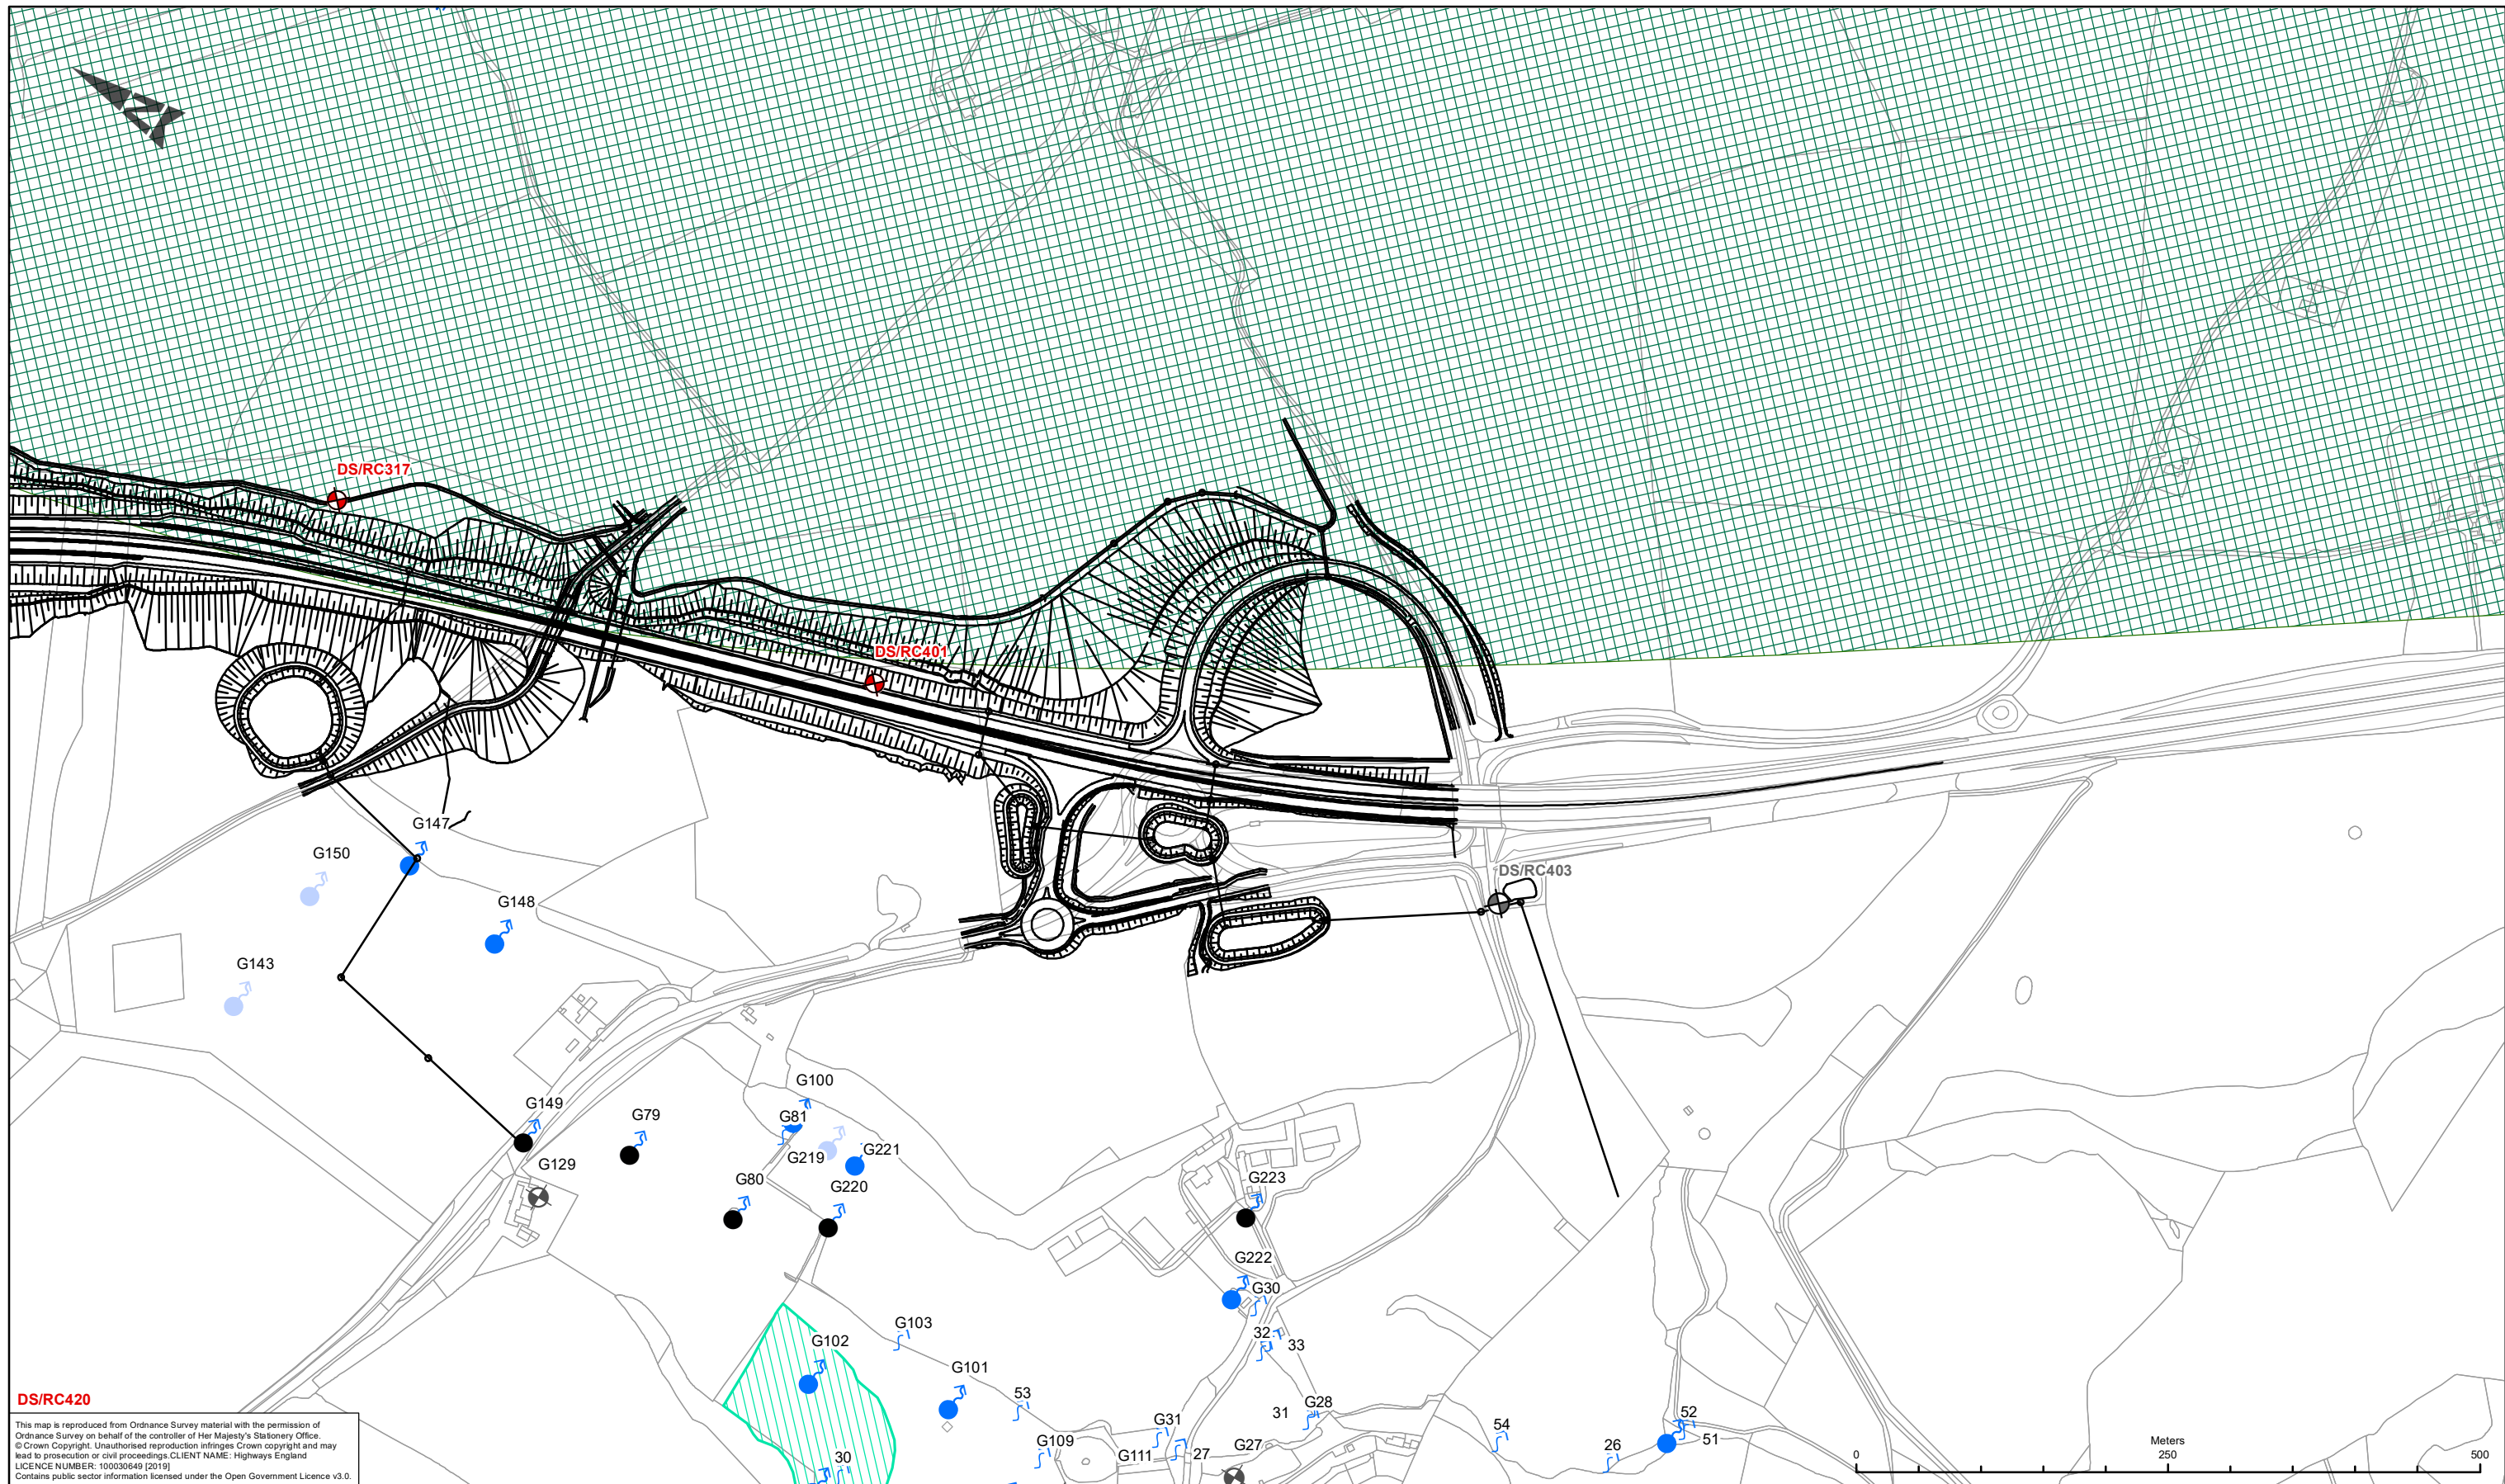 N
DS/RC317
DS/RC401
G147
G150
DS/RC403
G148
G143
G100
G149
G79
G81
G129
G219
G221
G80
G220
G223
G222
G30
G103
32
33
G102
G101
53
G28
DS/RC420
G31
31
54
52
G109
G111
27
G27
26
51
30
Meters
0
250
500
This map is reproduced from Ordnance Survey material with the permission of
Ordnance Survey on behalf of the controller of Her Majesty's Stationery Office.
© Crown Copyright. Unauthorised reproduction infringes Crown copyright and may
lead to prosecution or civil proceedings.CLIENT NAME: Highways England
LICENCE NUMBER: 100030649 [2019]
Contains public sector information licensed under the Open Government Licence v3.0.